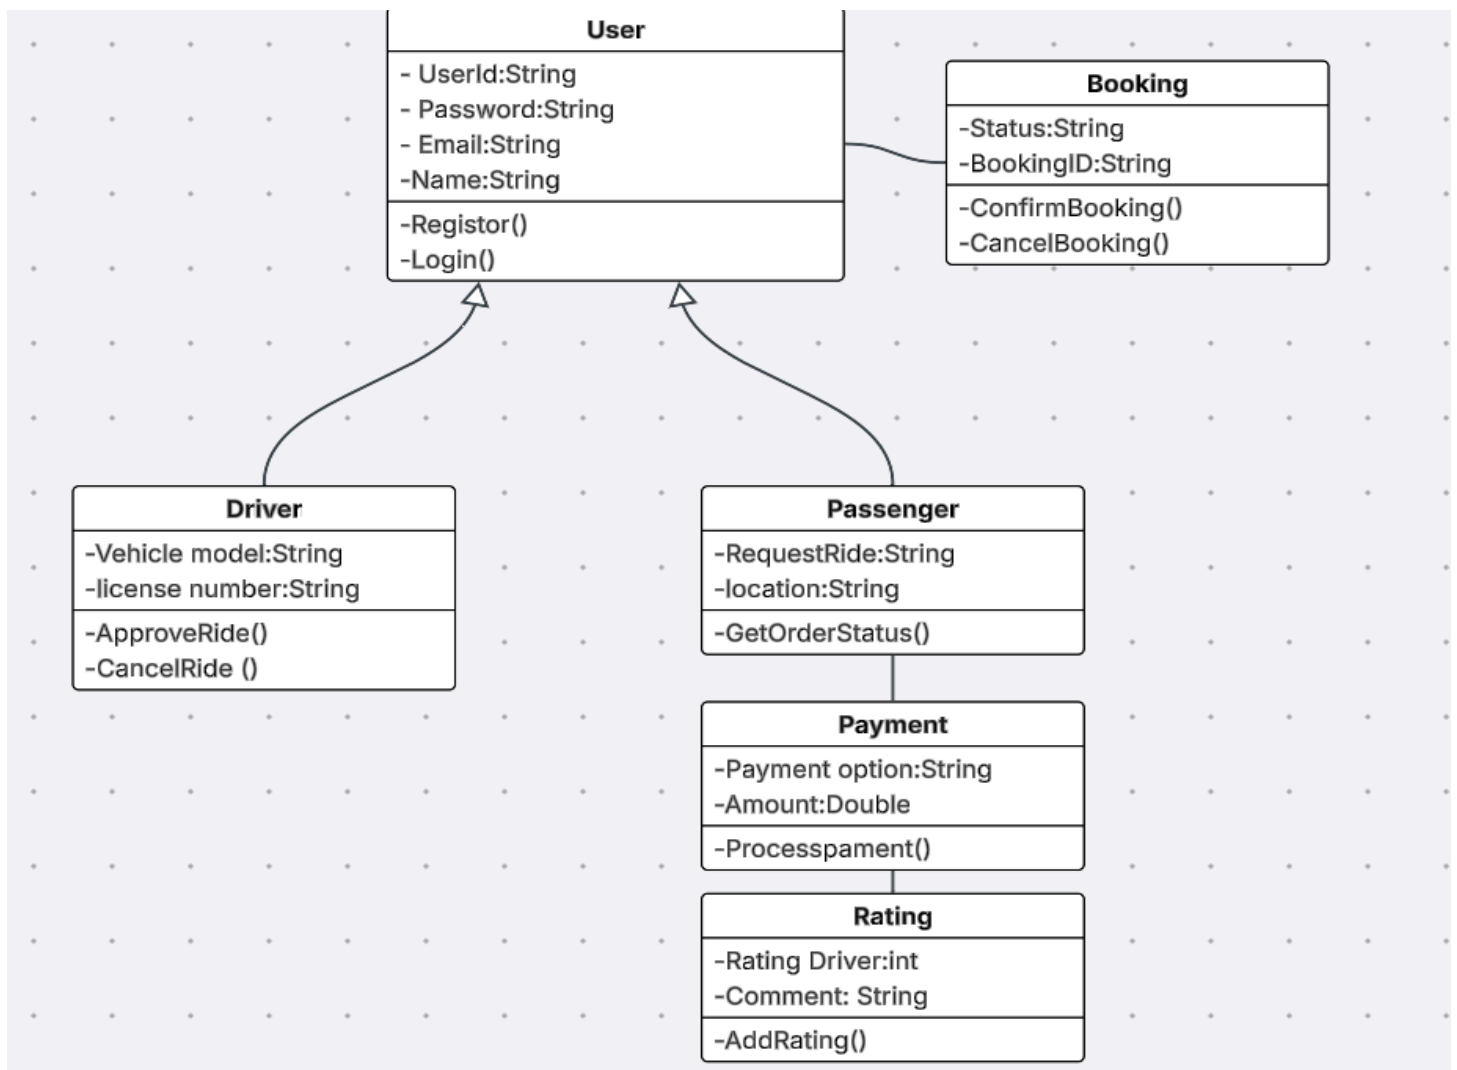 User
- UserId:String
- Password:String
- Email:String
-Name:String
-Registor()
-Login()
Booking
-Status:String
-BookingID:String
-ConfirmBooking()
-CancelBooking()
Driver
-Vehicle model:String
-license number:String
-ApproveRide()
-CancelRide ()
Passenger
-RequestRide:String
-location:String
-GetOrderStatus()
Payment
-Payment option:String
-Amount:Double
-Processpament()
Rating
-Rating Driver:int
-Comment: String
-AddRating()